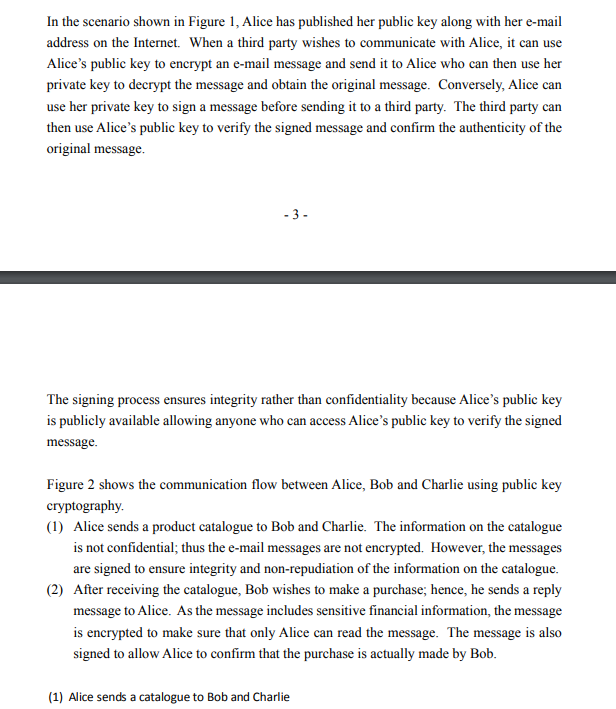 In the scenario shown in Figure 1, Alice has published her public key along with her e-mail
address on the Internet. When a third party wishes to communicate with Alice, it can use
Alice’s public key to encrypt an e-mail message and send it to Alice who can then use her
private key to decrypt the message and obtain the original message. Conversely, Alice can
use her private key to sign a message before sending it to a third party. The third party can
then use Alice’s public key to verify the signed message and confirm the authenticity of the
original message.
- 3 -
The signing process ensures integrity rather than confidentiality because Alice’s public key
is publicly available allowing anyone who can access Alice’s public key to verify the signed
message.
Figure 2 shows the communication flow between Alice, Bob and Charlie using public key
cryptography.
(1) Alice sends a product catalogue to Bob and Charlie. The information on the catalogue
is not confidential; thus the e-mail messages are not encrypted. However, the messages
are signed to ensure integrity and non-repudiation of the information on the catalogue.
(2) After receiving the catalogue, Bob wishes to make a purchase; hence, he sends a reply
message to Alice. As the message includes sensitive financial information, the message
is encrypted to make sure that only Alice can read the message. The message is also
signed to allow Alice to confirm that the purchase is actually made by Bob.
(1) Alice sends a catalogue to Bob and Charlie